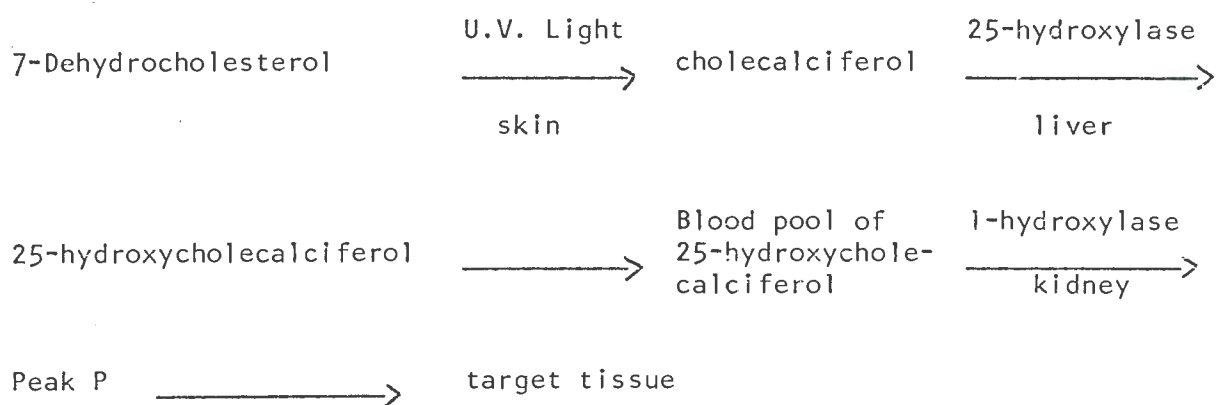 U.V. Light 25-hydroxylase
7-Dehydrocholesterol cholecalciferol
skin liver
Blood pool of 1-hydroxylase
25-hydroxycholecalciferol 25-hydroxychole-
calciferol kidney
Peak P target tissue